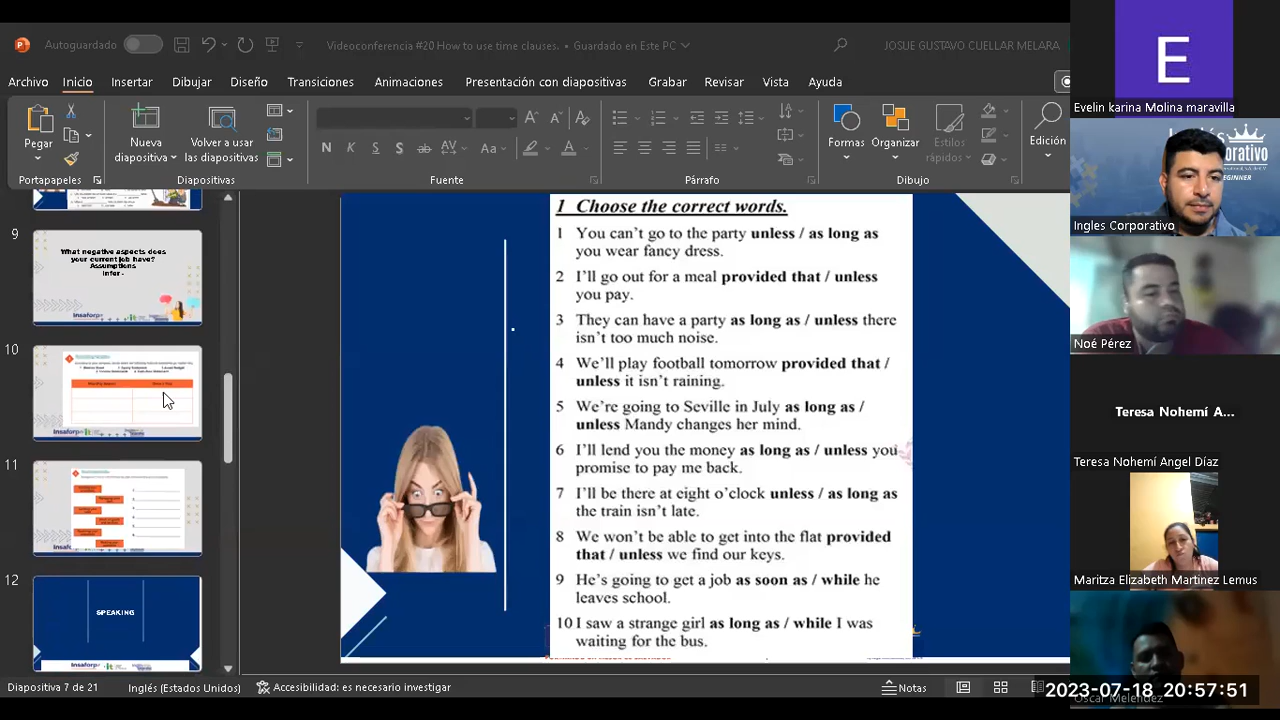 Autoguardado
Videoconferencia #20 How to use time clauses. • Guardado en Este PC
JOSUE GUSTAVO CUELLAR MELARA
Archivo
Inicio
Insertar
Dibujar
Diseño
Transiciones
Animaciones
Presentación con diapositivas
Grabar
Revisar
Vista
Ayuda
Pegar
Nueva
diapositiva
Volver a usar
las diapositivas
Formas
Organizar
Estilos
rápidos
Edición
Portapapeles
Diapositivas
Fuente
Párrafo
Dibujo
9
What negative aspects does
your current job have?
Assumptions
Infer -
10
11
12
SPEAKING
I Choose the correct words.
1 You can't go to the party unless / as long as
you wear fancy dress.
2 I'll go out for a meal provided that / unless
you pay.
3 They can have a party as long as / unless there
isn't too much noise.
4 We'll play football tomorrow provided that /
unless it isn't raining.
5 We're going to Seville in July as long as /
unless Mandy changes her mind.
6 I'll lend you the money as long as / unless you
promise to pay me back.
7 I'll be there at eight o'clock unless / as long as
the train isn't late.
8 We won't be able to get into the flat provided
that / unless we find our keys.
9 He's going to get a job as soon as / while he
leaves school.
10 I saw a strange girl as long as / while I was
waiting for the bus.
Diapositiva 7 de 21
Inglés (Estados Unidos)
Accesibilidad: es necesario investigar
Notas
E
Evelin karina Molina maravilla
Ingles Corporativo
Noé Pérez
Teresa Nohemí A...
Teresa Nohemí Angel Díaz
Maritza Elizabeth Martinez Lemus
Oscar Meléndez
2023-07-18 20:57:51